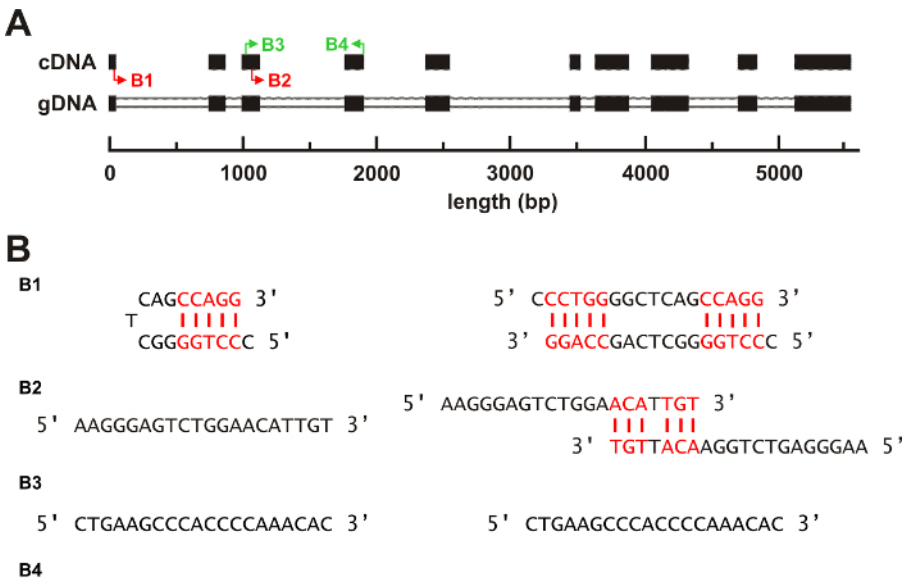 A
B3 B4
cDNA
B1 B2
gDNA
0 1000 2000 3000 4000 5000
length (bp)
B
B1
CAGCCAGG 3’
T
CGGGGTCCC 5'
5’ CCCTGGGGCTCAGCCAGG 3’
3’ GGACCGACTCGGGGTCCC 5’
B2
5' AAGGGAGTCTGGAACATTGT 3’
5' AAGGGAGTCTGGAACATTGT 3’
3' TGTTACAAGGTCTGAGGGAA 5’
B3
5' CTGAAGCCCACCCCAAACAC 3’
5' CTGAAGCCCACCCCAAACAC 3’
B4